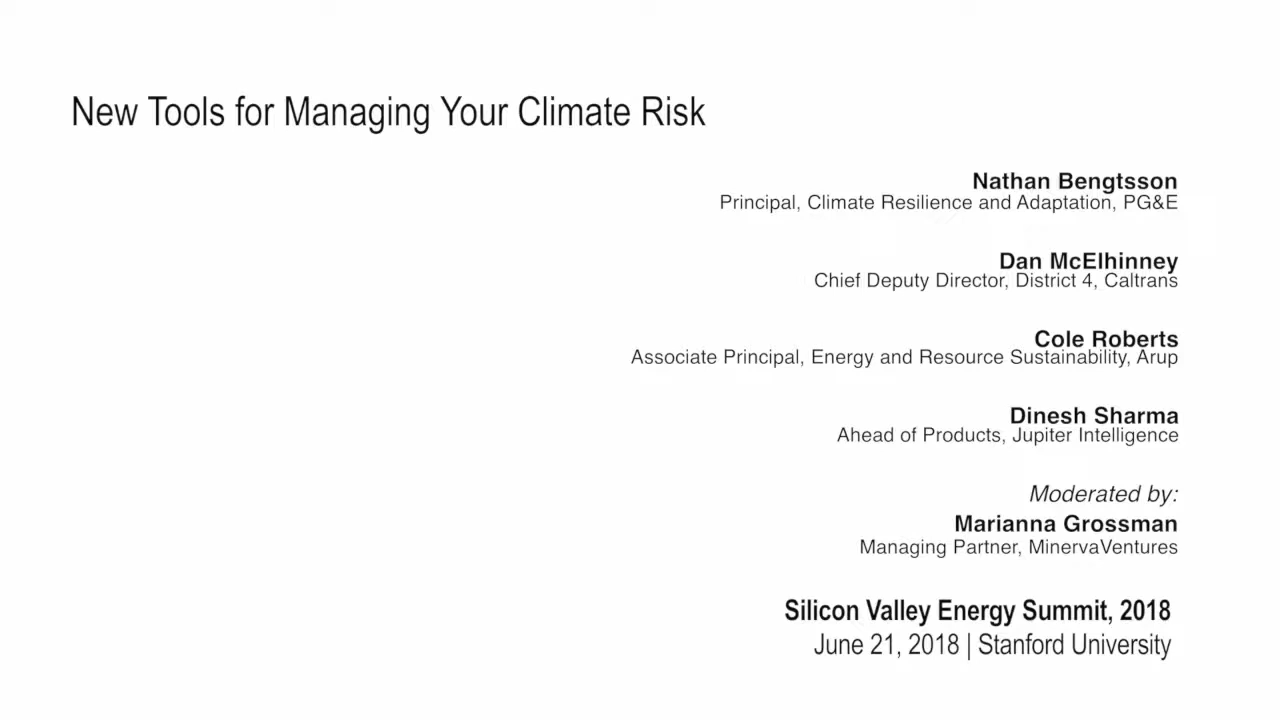 New Tools for Managing Your Climate Risk
Nathan Bengtsson
Principal, Climate Resilience and Adaptation, PG&E
Dan McElhinney
Chief Deputy Director, District 4, Caltrans
Cole Roberts
Associate Principal, Energy and Resource Sustainability, Arup
Dinesh Sharma
Ahead of Products, Jupiter Intelligence
Moderated by:
Marianna Grossman
Managing Partner, MinervaVentures
Silicon Valley Energy Summit, 2018
June 21, 2018 | Stanford University